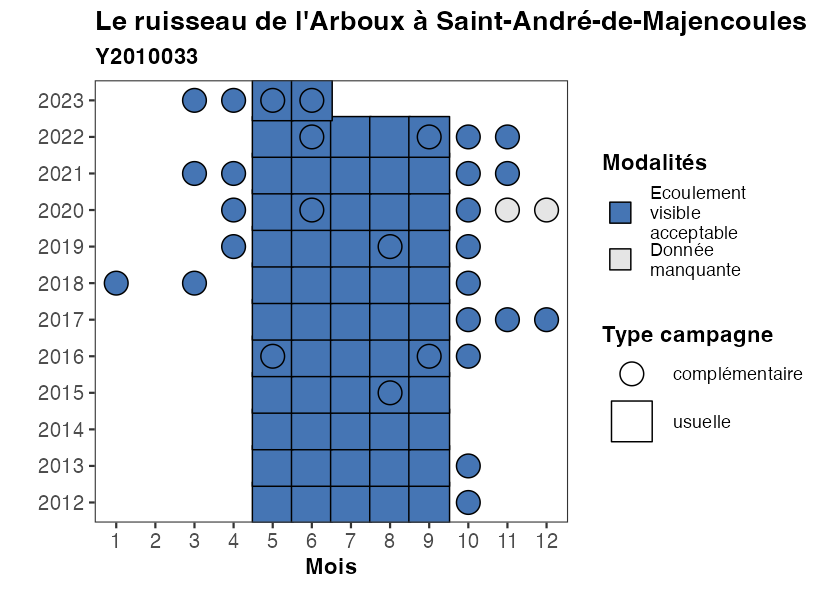 Le ruisseau de l'Arboux à Saint-André-de-Majencoules
Y2010033
2023
2022
2021
2020
2019
2018
2017
2016
2015
2014
2013
2012
1 2 3 4 5 6 7 8 9 10 11 12
Mois
Modalités
Ecoulement
visible
acceptable
Donnée
manquante
Type campagne
complémentaire
usuelle